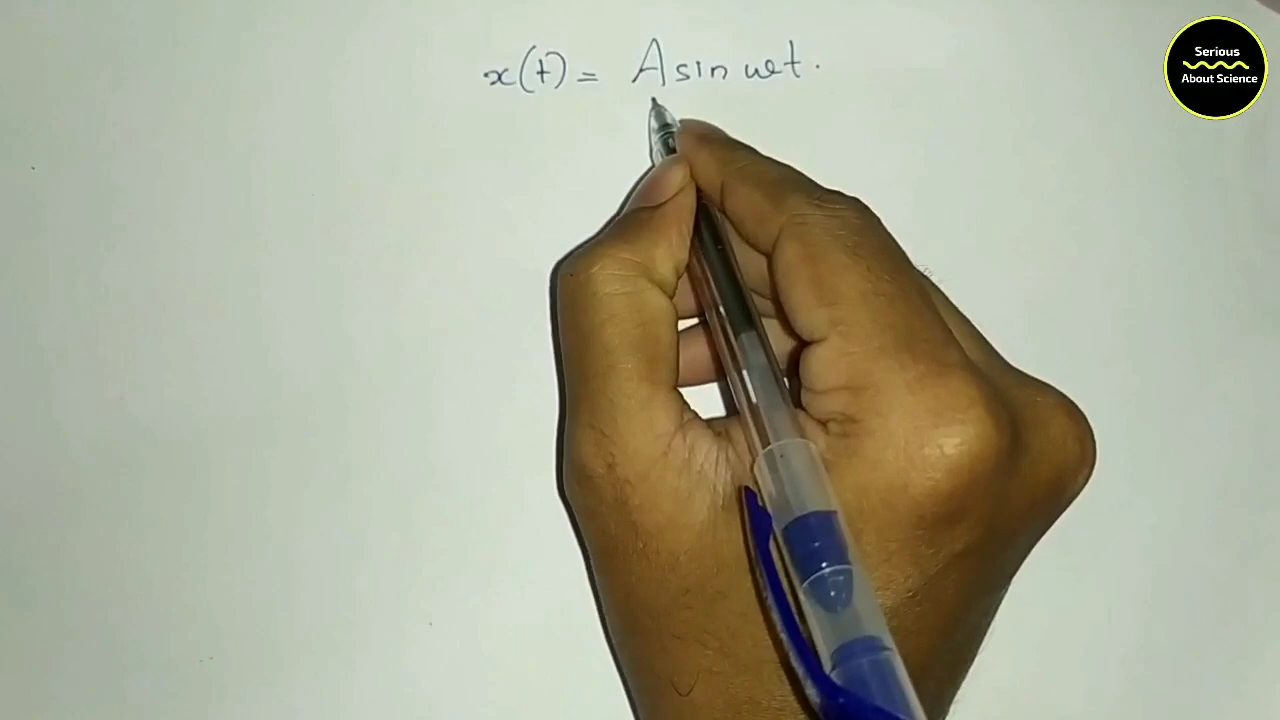 x(t) = A sin ωt.
Serious
About Science